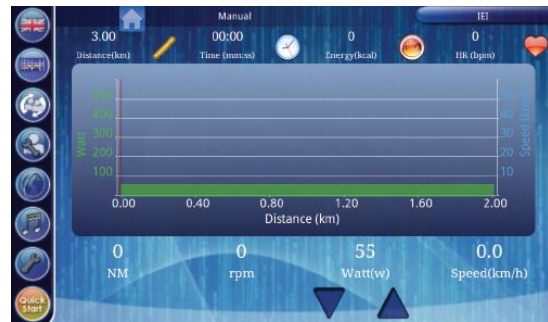 Manual
IEI
3.00
00:00
0
0
Distance(km)
Time (mm:ss)
Energy(kcal)
HR (bpm)
400
300
200
100
Watt
40
30
20
10
Speed (km/h)
0.00 0.40 0.80 1.20 1.60 2.00
Distance (km)
0
0
55
0.0
NM
rpm
Watt(w)
Speed(km/h)
Quick
Start